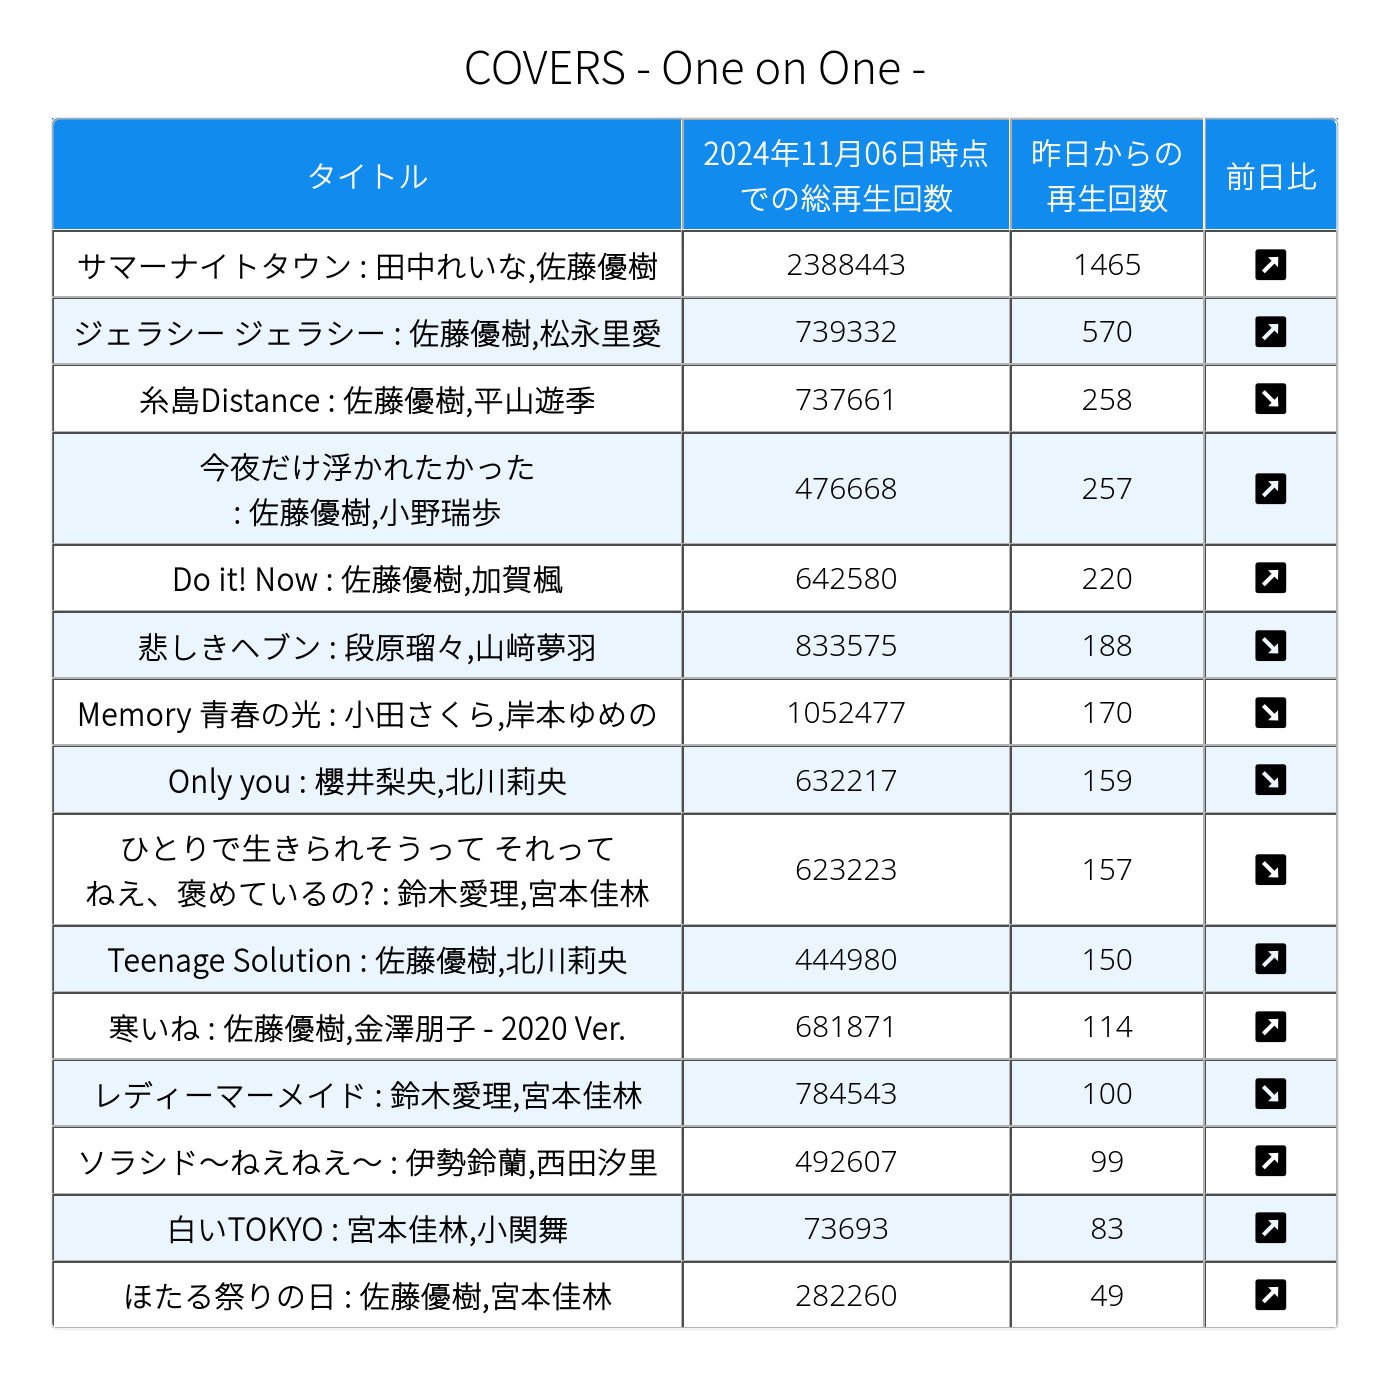 COVERS - One on One -
タイトル
2024年11月06日時点
での総再生回数
昨日からの
再生回数
前日比
サマーナイトタウン : 田中れいな,佐藤優樹 2388443 1465 ↗
ジェラシー ジェラシー : 佐藤優樹,松永里愛 739332 570 ↗
糸島Distance : 佐藤優樹,平山遊季 737661 258 ↘
今夜だけ浮かれたかった
: 佐藤優樹,小野瑞歩 476668 257 ↗
Do it! Now : 佐藤優樹,加賀楓 642580 220 ↗
悲しきヘブン : 段原瑠々,山﨑夢羽 833575 188 ↘
Memory 青春の光 : 小田さくら,岸本ゆめの 1052477 170 ↘
Only you : 櫻井梨央,北川莉央 632217 159 ↘
ひとりで生きられそうって それって
ねえ、褒めているの? : 鈴木愛理,宮本佳林 623223 157 ↘
Teenage Solution : 佐藤優樹,北川莉央 444980 150 ↗
寒いね : 佐藤優樹,金澤朋子 - 2020 Ver. 681871 114 ↗
レディーマーメイド : 鈴木愛理,宮本佳林 784543 100 ↘
ソラシド〜ねえねえ〜 : 伊勢鈴蘭,西田汐里 492607 99 ↗
白いTOKYO : 宮本佳林,小関舞 73693 83 ↗
ほたる祭りの日 : 佐藤優樹,宮本佳林 282260 49 ↗